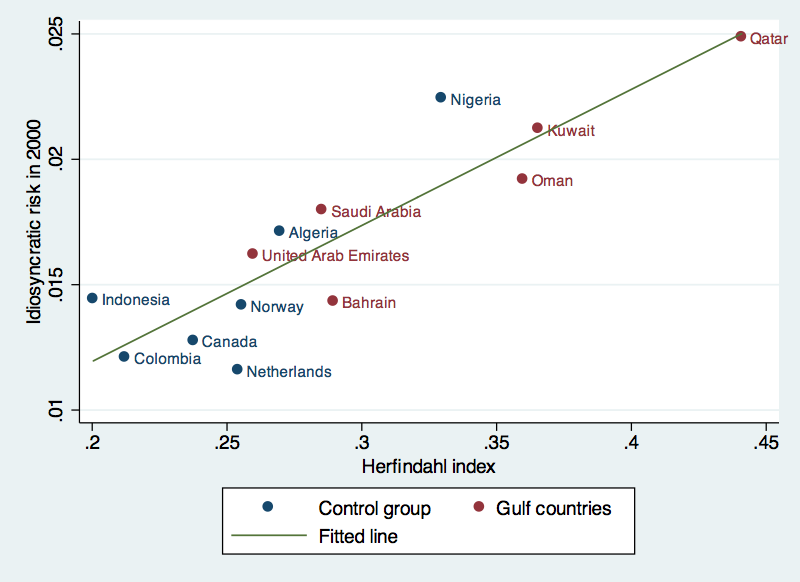 Idiosyncratic risk in 2000
.025
.02
.015
.01
Qatar
Nigeria
Kuwait
Oman
Saudi Arabia
Algeria
United Arab Emirates
Indonesia
Norway
Bahrain
Canada
Colombia
Netherlands
.2 .25 .3 .35 .4 .45
Herfindahl index
Control group Gulf countries
Fitted line